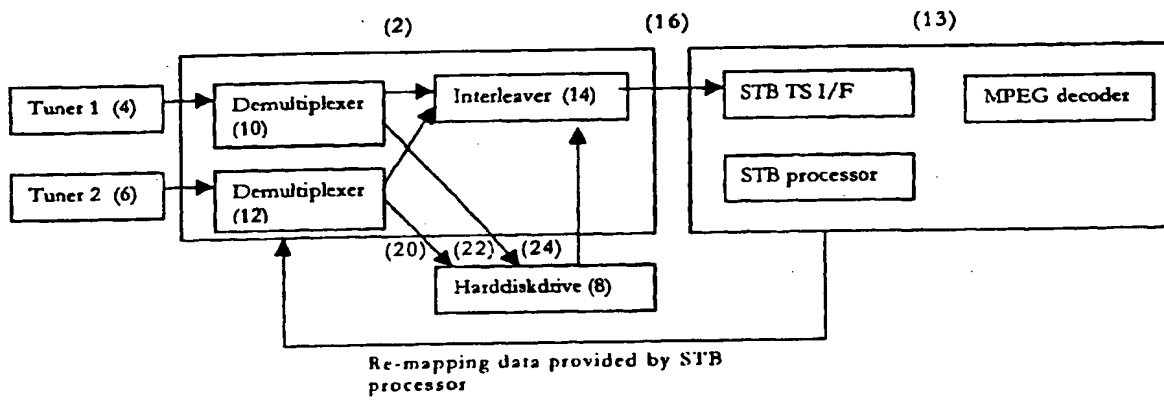 (2)
(16)
(13)
Tuner 1 (4)
Demultiplexer
(10)
Interleaver (14)
STB TS I/F
MPEG decoder
Tuner 2 (6)
Demultiplexer
(12)
STB processor
(20)
(22)
(24)
Harddiskdrive (8)
Re-mapping data provided by STB
processor